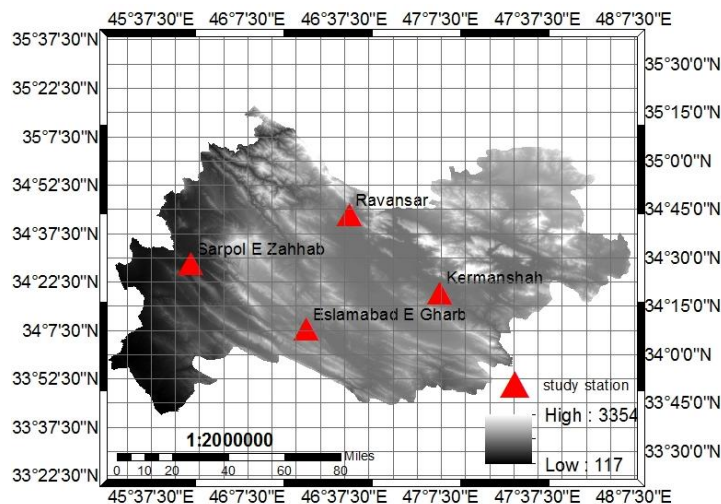 45°37'30"E 46°7'30"E 46°37'30"E 47°7'30"E 47°37'30"E 48°7'30"E
35°37'30"N
35°30'0"N
35°22'30"N
35°15'0"N
35°7'30"N
35°0'0"N
34°52'30"N
Ravansar
34°45'0"N
34°37'30"N
Sarpol E Zahhab
34°30'0"N
34°22'30"N
Kermanshah
34°15'0"N
Eslamabad E Gharb
34°7'30"N
34°0'0"N
33°52'30"N
study station
33°45'0"N
High : 3354
33°37'30"N
1:2000000
33°30'0"N
Miles
Low : 117
33°22'30"N
0 10 20 40 60 80
45°37'30"E 46°7'30"E 46°37'30"E 47°7'30"E 47°37'30"E 48°7'30"E